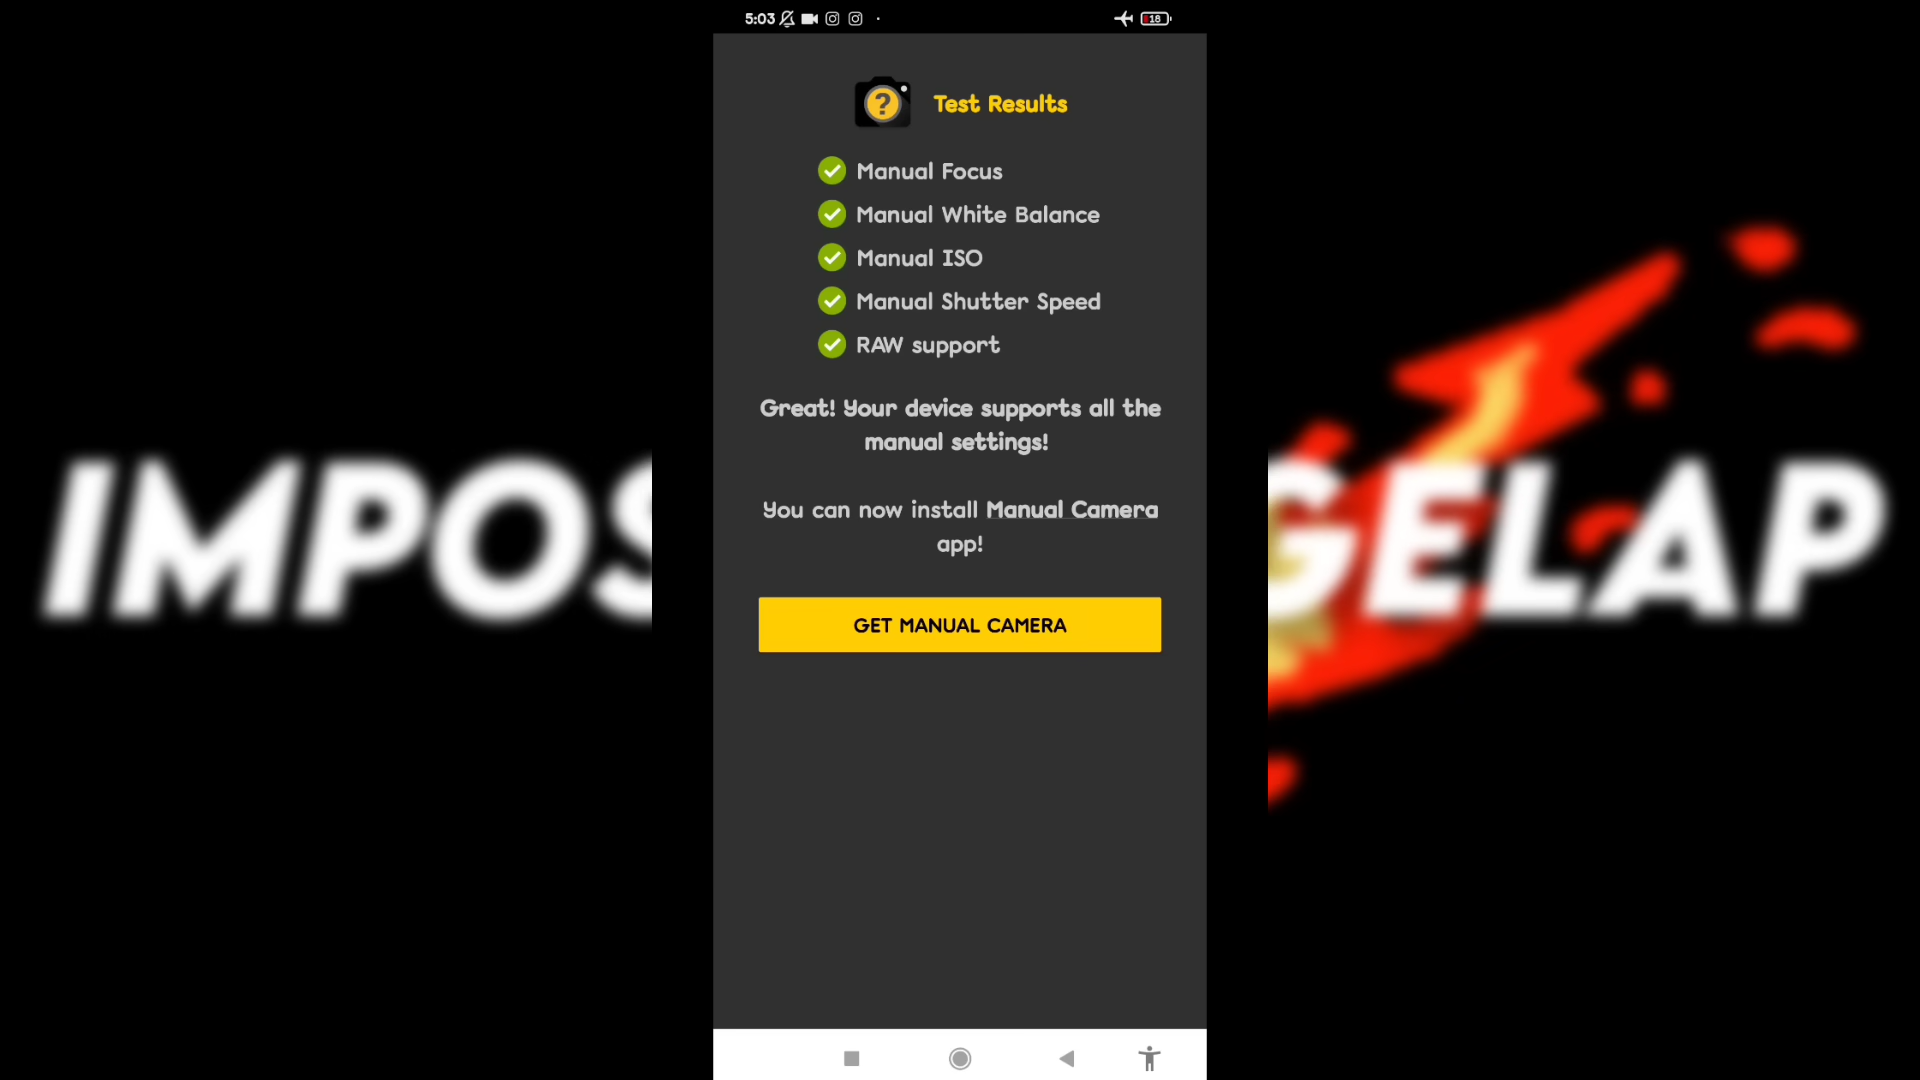 5:03
18
?
Test Results
Manual Focus
Manual White Balance
Manual ISO
Manual Shutter Speed
RAW support
Great! Your device supports all the
manual settings!
You can now install Manual Camera
app!
GET MANUAL CAMERA
IMPOS
GELAP